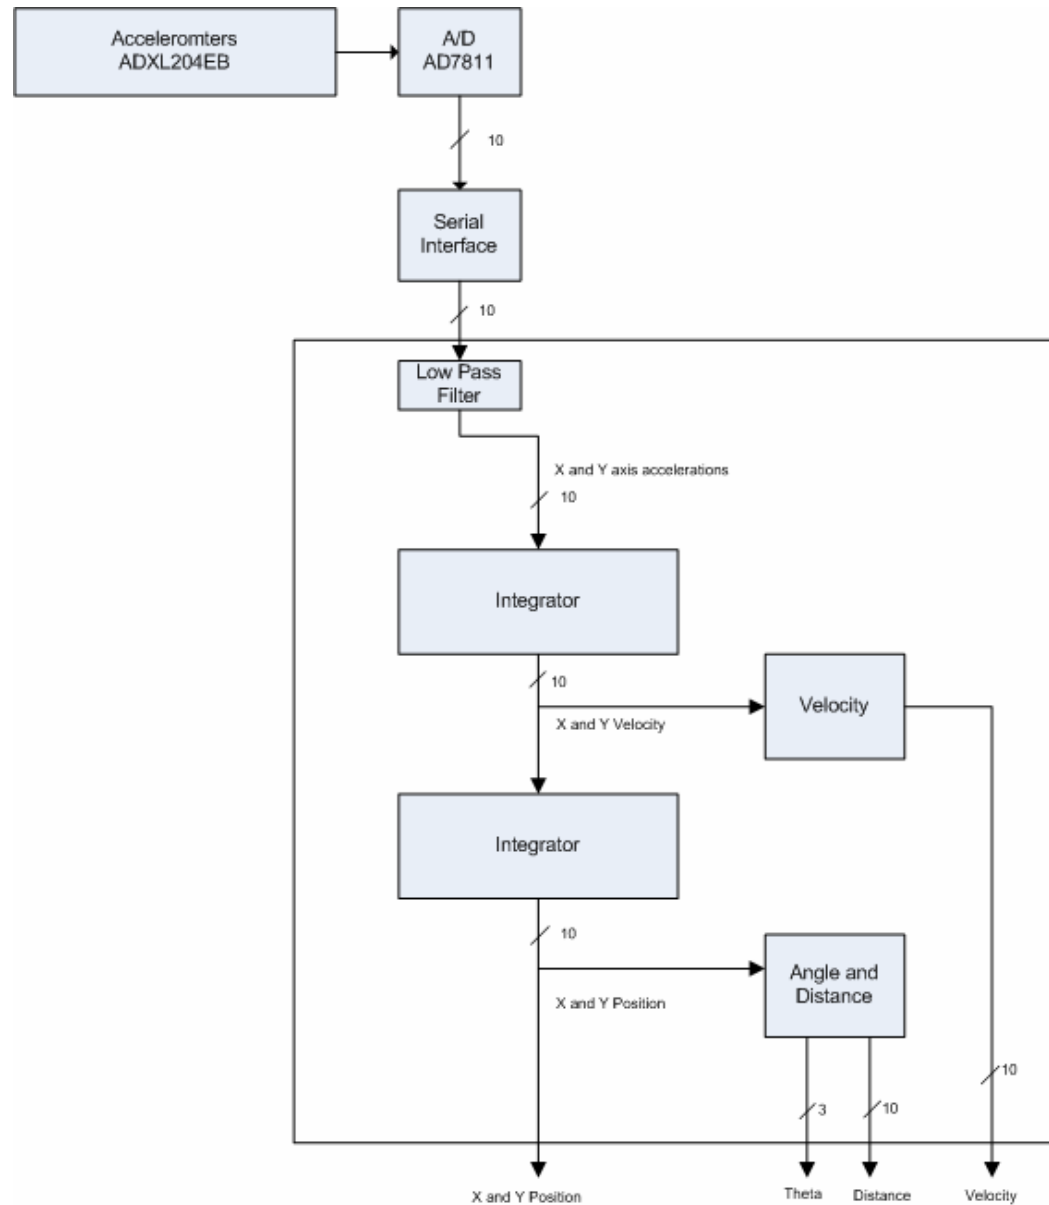 Acceleromters
ADXL204EB
A/D
AD7811
10
Serial
Interface
10
Low Pass
Filter
X and Y axis accelerations
10
Integrator
10
Velocity
X and Y Velocity
Integrator
10
Angle and
Distance
X and Y Position
10
3
10
X and Y Position
Theta
Distance
Velocity